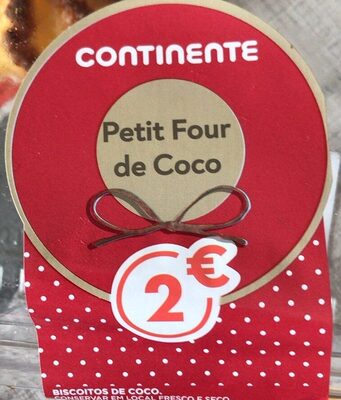 CONTINENTE
Petit Four
de Coco
2€
BISCOITOS DE COCO.
CONSERVAR EM LOCAL FRESCO E SECO